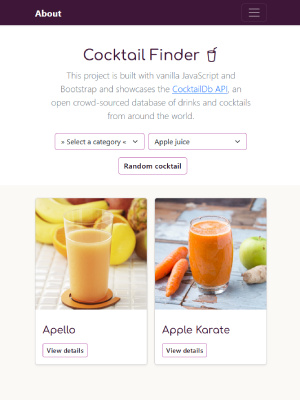 About
Cocktail Finder
This project is built with vanilla JavaScript and
Bootstrap and showcases the CocktailDb API, an
open crowd-sourced database of drinks and cocktails
from around the world.
» Select a category « Apple juice
Random cocktail
Apello Apple Karate
View details View details